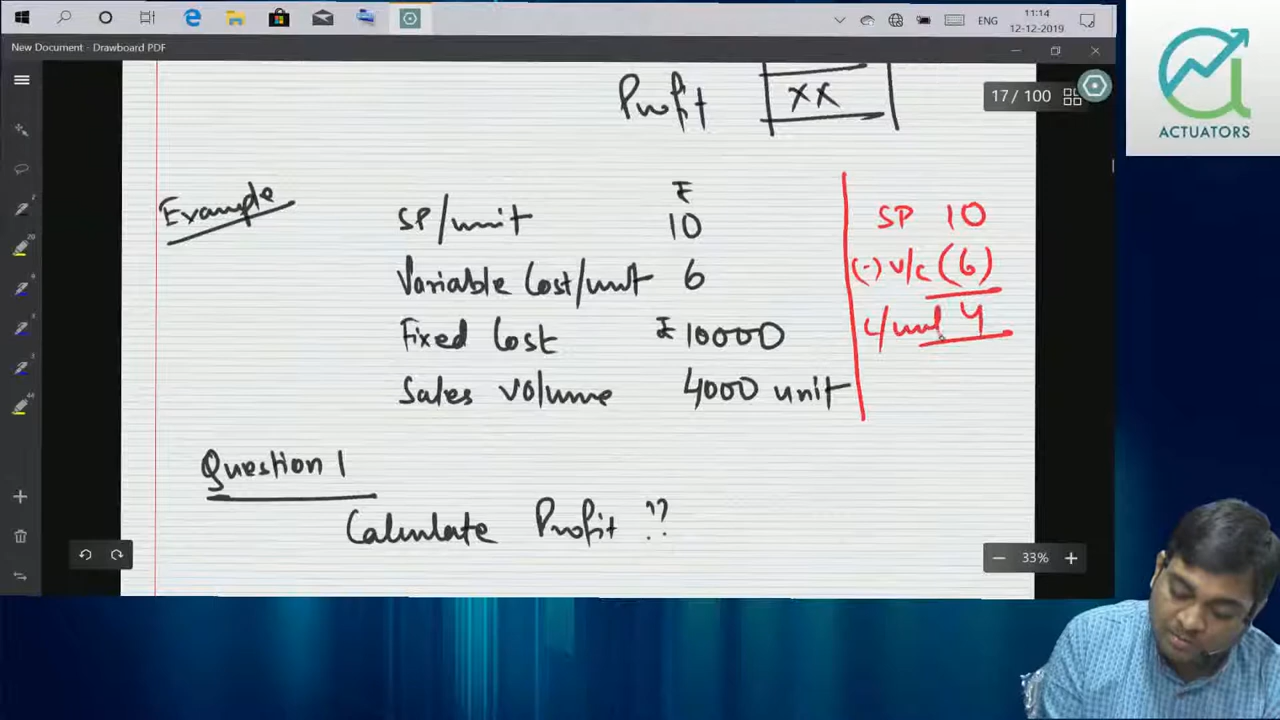 11:14
ENG
12-12-2019
New Document - Drawboard PDF
17 / 100
ACTUATORS
Profit xx
Example
₹
SP/unit 10
Variable Cost/unit 6
Fixed Cost ₹ 10000
Sales volume 4000 unit
SP 10
(-) V/C (6)
C/unit 4
Question 1
Calculate Profit ??
33%